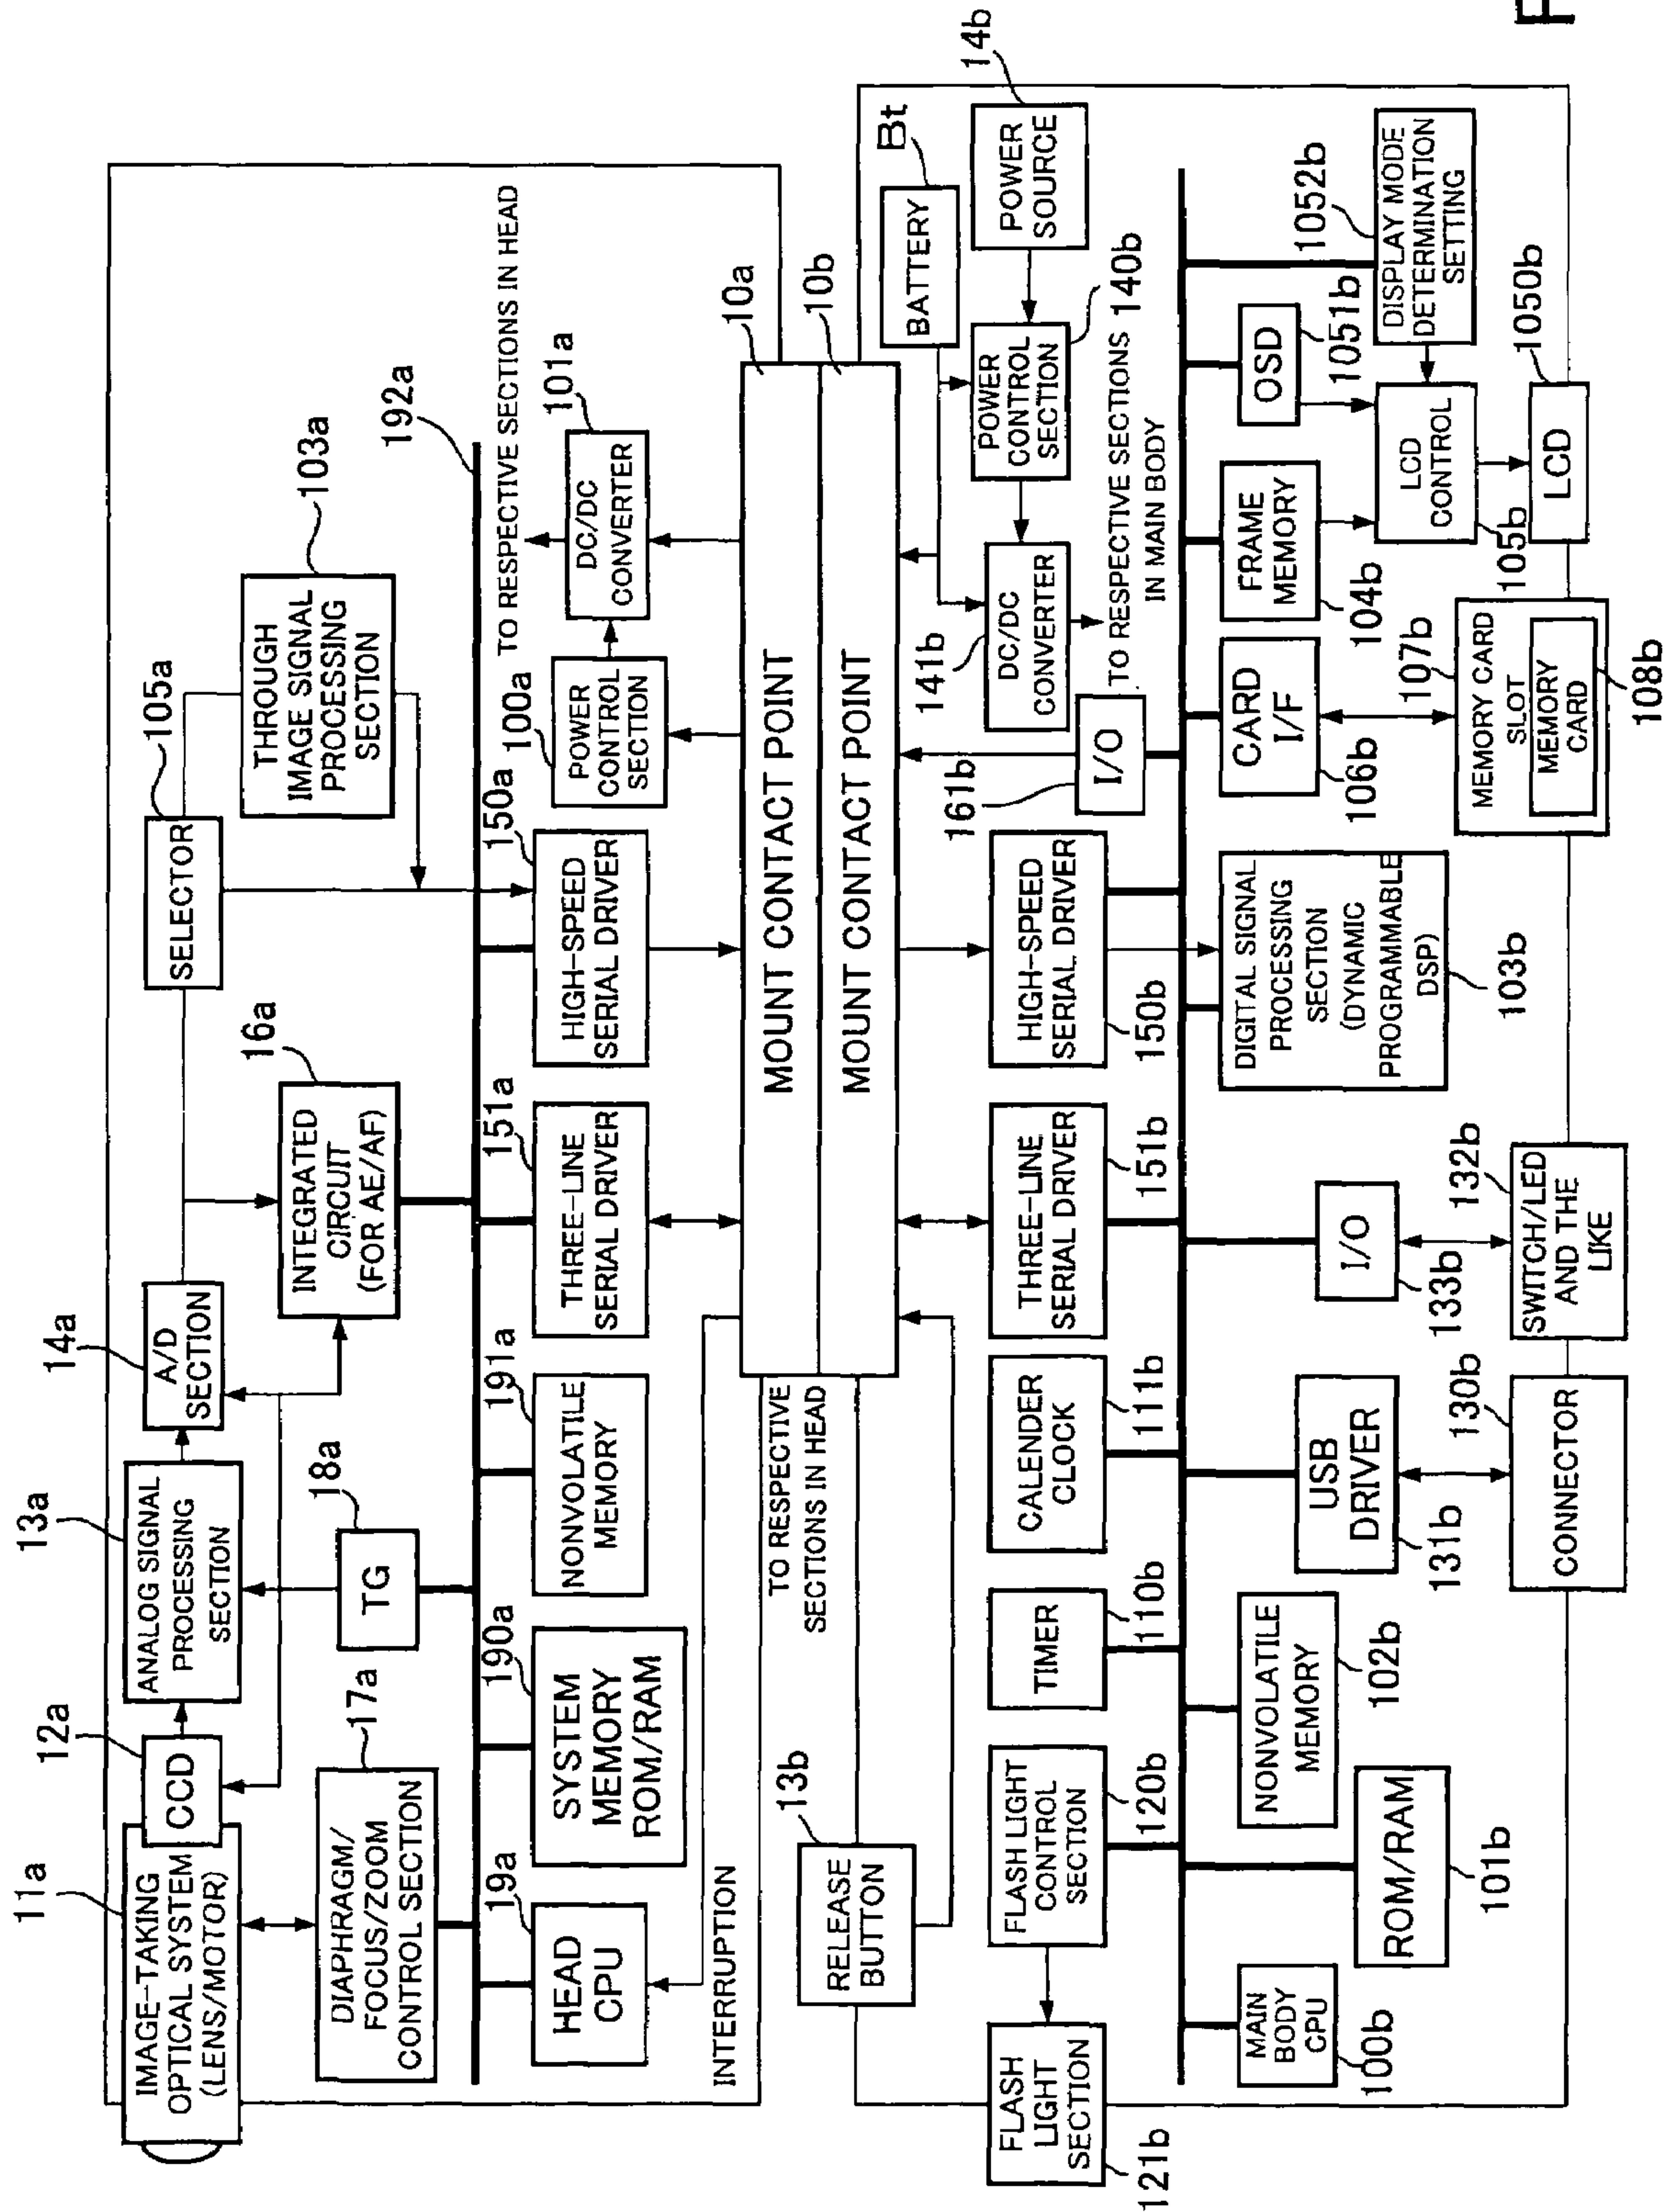 11a
12a
13a
14a
IMAGE-TAKING
OPTICAL SYSTEM
(LENS/MOTOR)
CCD
ANALOG SIGNAL
PROCESSING
SECTION
A/D
SECTION
SELECTOR
105a
16a
17a
18a
DIAPHRAGM/
FOCUS/ZOOM
CONTROL SECTION
TG
INTEGRATED
CIRCUIT
(FOR AE/AF)
THROUGH
IMAGE SIGNAL
PROCESSING
SECTION
103a
192a
19a
190a
191a
151a
150a
100a
101a
HEAD
CPU
SYSTEM
MEMORY
ROM/RAM
NONVOLATILE
MEMORY
THREE-LINE
SERIAL DRIVER
HIGH-SPEED
SERIAL DRIVER
POWER
CONTROL
SECTION
DC/DC
CONVERTER
TO RESPECTIVE SECTIONS IN HEAD
INTERRUPTION
10a
MOUNT CONTACT POINT
10b
MOUNT CONTACT POINT
TO RESPECTIVE
SECTIONS IN HEAD
13b
RELEASE
BUTTON
Bt
BATTERY
14b
POWER
SOURCE
POWER
CONTROL
SECTION
140b
141b
DC/DC
CONVERTER
TO RESPECTIVE SECTIONS
IN MAIN BODY
161b
I/O
FLASH
LIGHT
SECTION
121b
FLASH LIGHT
CONTROL
SECTION
120b
TIMER
110b
CALENDER
CLOCK
111b
THREE-LINE
SERIAL DRIVER
151b
HIGH-SPEED
SERIAL DRIVER
150b
MAIN
BODY
CPU
100b
ROM/RAM
101b
NONVOLATILE
MEMORY
102b
USB
DRIVER
131b
130b
CONNECTOR
I/O
133b
132b
SWITCH/LED
AND THE
LIKE
DIGITAL SIGNAL
PROCESSING
SECTION
(DYNAMIC
PROGRAMMABLE
DSP)
103b
CARD
I/F
106b
107b
MEMORY CARD
SLOT
MEMORY
CARD
108b
FRAME
MEMORY
104b
OSD
1051b
1052b
DISPLAY MODE
DETERMINATION
SETTING
LCD
CONTROL
105b
1050b
LCD